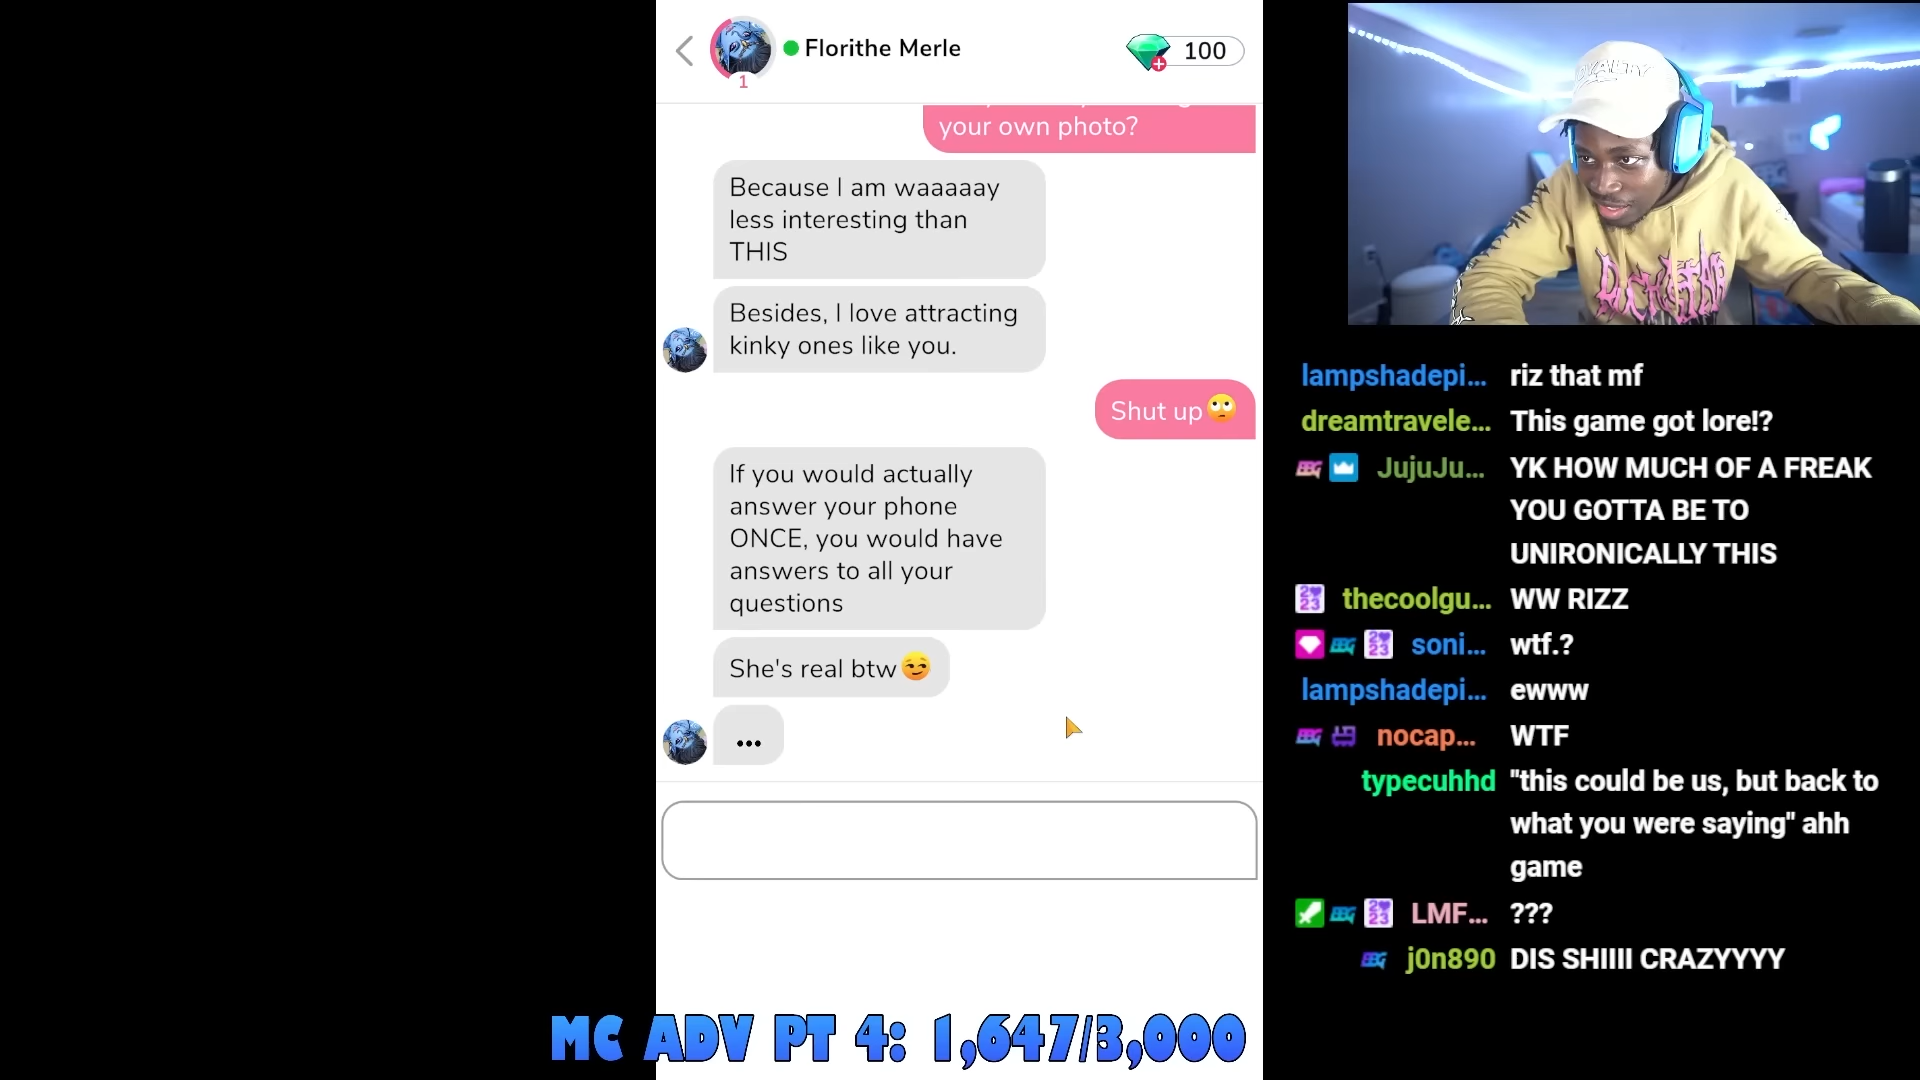 Florithe Merle
100
1
your own photo?
Because I am waaaaay
less interesting than
THIS
Besides, I love attracting
kinky ones like you.
Shut up🙄
If you would actually
answer your phone
ONCE, you would have
answers to all your
questions
She's real btw😏
...
LOYALTY
lampshadepi... riz that mf
dreamtravele... This game got lore!?
JujuJu... YK HOW MUCH OF A FREAK
YOU GOTTA BE TO
UNIRONICALLY THIS
thecoolgu... WW RIZZ
soni... wtf.?
lampshadepi... ewww
nocap... WTF
typecuhhd "this could be us, but back to
what you were saying" ahh
game
LMF... ???
j0n890 DIS SHIIII CRAZYYYY
MC ADV PT 4: 1,647/3,000